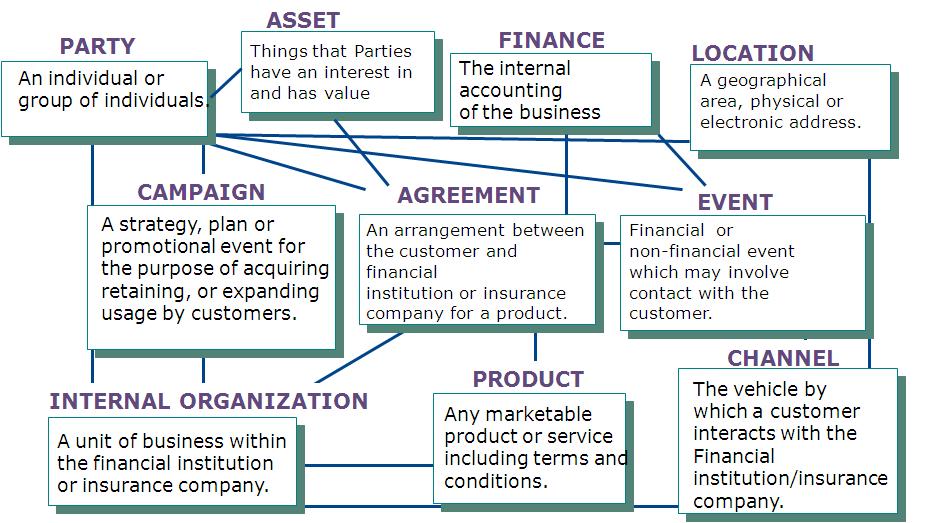 PARTY
An individual or
group of individuals.
ASSET
Things that Parties
have an interest in
and has value
FINANCE
The internal
accounting
of the business
LOCATION
A geographical
area, physical or
electronic address.
CAMPAIGN
A strategy, plan or
promotional event for
the purpose of acquiring
retaining, or expanding
usage by customers.
AGREEMENT
An arrangement between
the customer and
financial
institution or insurance
company for a product.
EVENT
Financial or
non-financial event
which may involve
contact with the
customer.
INTERNAL ORGANIZATION
A unit of business within
the financial institution
or insurance company.
PRODUCT
Any marketable
product or service
including terms and
conditions.
CHANNEL
The vehicle by
which a customer
interacts with the
Financial
institution/insurance
company.